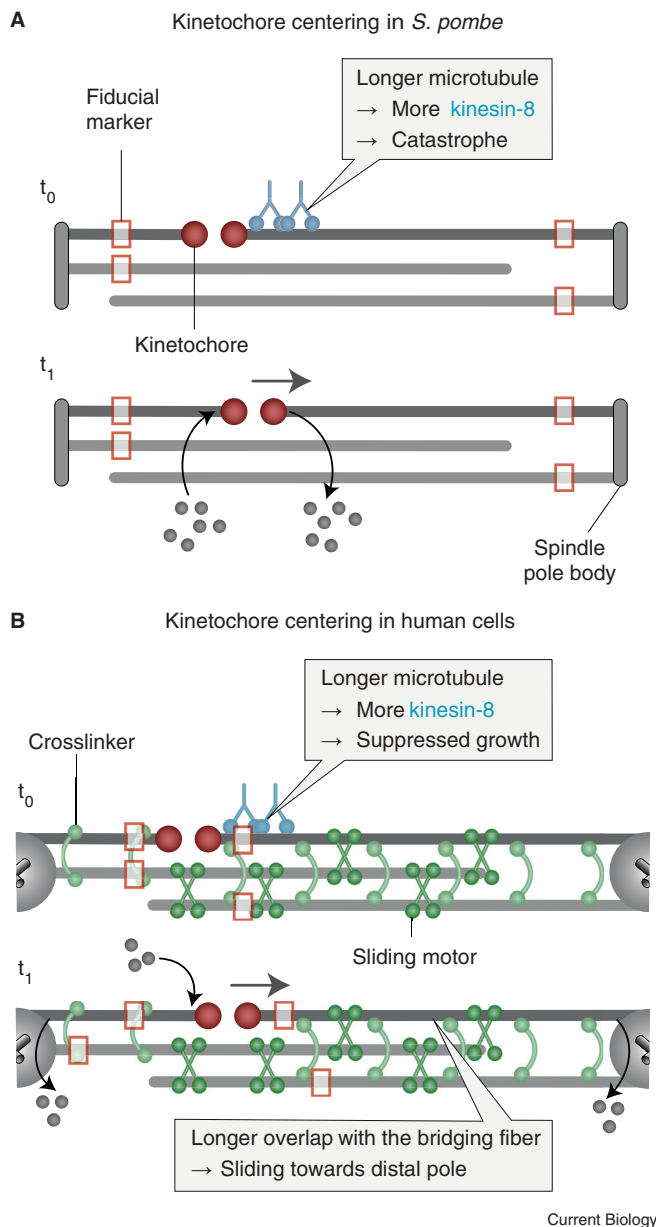 A
Kinetochore centering in S. pombe
Longer microtubule
→ More kinesin-8
→ Catastrophe
Fiducial
marker
t0
Kinetochore
t1
Spindle
pole body
B
Kinetochore centering in human cells
Longer microtubule
→ More kinesin-8
→ Suppressed growth
Crosslinker
t0
Sliding motor
t1
Longer overlap with the bridging fiber
→ Sliding towards distal pole
Current Biology